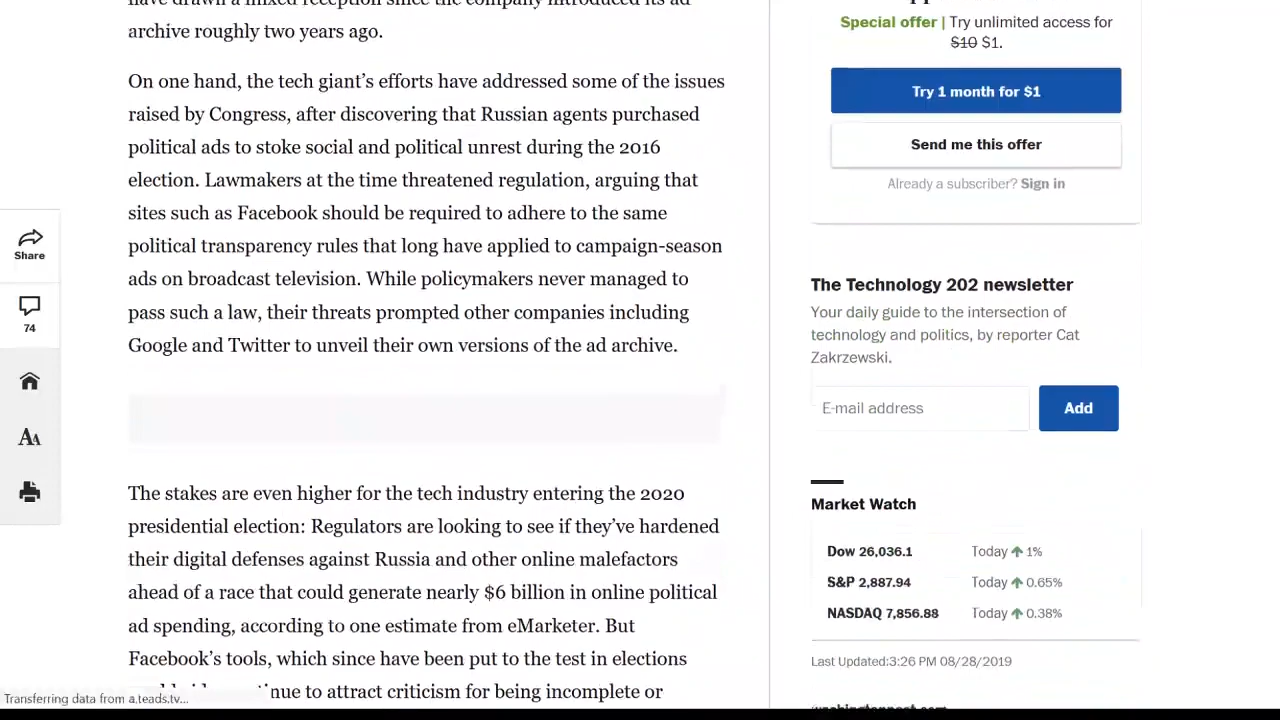 have drawn a mixed reception since the company introduced its ad
archive roughly two years ago.
On one hand, the tech giant's efforts have addressed some of the issues
raised by Congress, after discovering that Russian agents purchased
political ads to stoke social and political unrest during the 2016
election. Lawmakers at the time threatened regulation, arguing that
sites such as Facebook should be required to adhere to the same
political transparency rules that long have applied to campaign-season
ads on broadcast television. While policymakers never managed to
pass such a law, their threats prompted other companies including
Google and Twitter to unveil their own versions of the ad archive.
The stakes are even higher for the tech industry entering the 2020
presidential election: Regulators are looking to see if they've hardened
their digital defenses against Russia and other online malefactors
ahead of a race that could generate nearly $6 billion in online political
ad spending, according to one estimate from eMarketer. But
Facebook's tools, which since have been put to the test in elections
to attract criticism for being incomplete or
Share
74
AA
Transferring data from a.teads.tv...
Special offer | Try unlimited access for
$10 $1.
Try 1 month for $1
Send me this offer
Already a subscriber? Sign in
The Technology 202 newsletter
Your daily guide to the intersection of
technology and politics, by reporter Cat
Zakrzewski.
E-mail address
Add
Market Watch
Dow 26,036.1 Today 1%
S&P 2,887.94 Today 0.65%
NASDAQ 7,856.88 Today 0.38%
Last Updated:3:26 PM 08/28/2019
washingtonpost.com